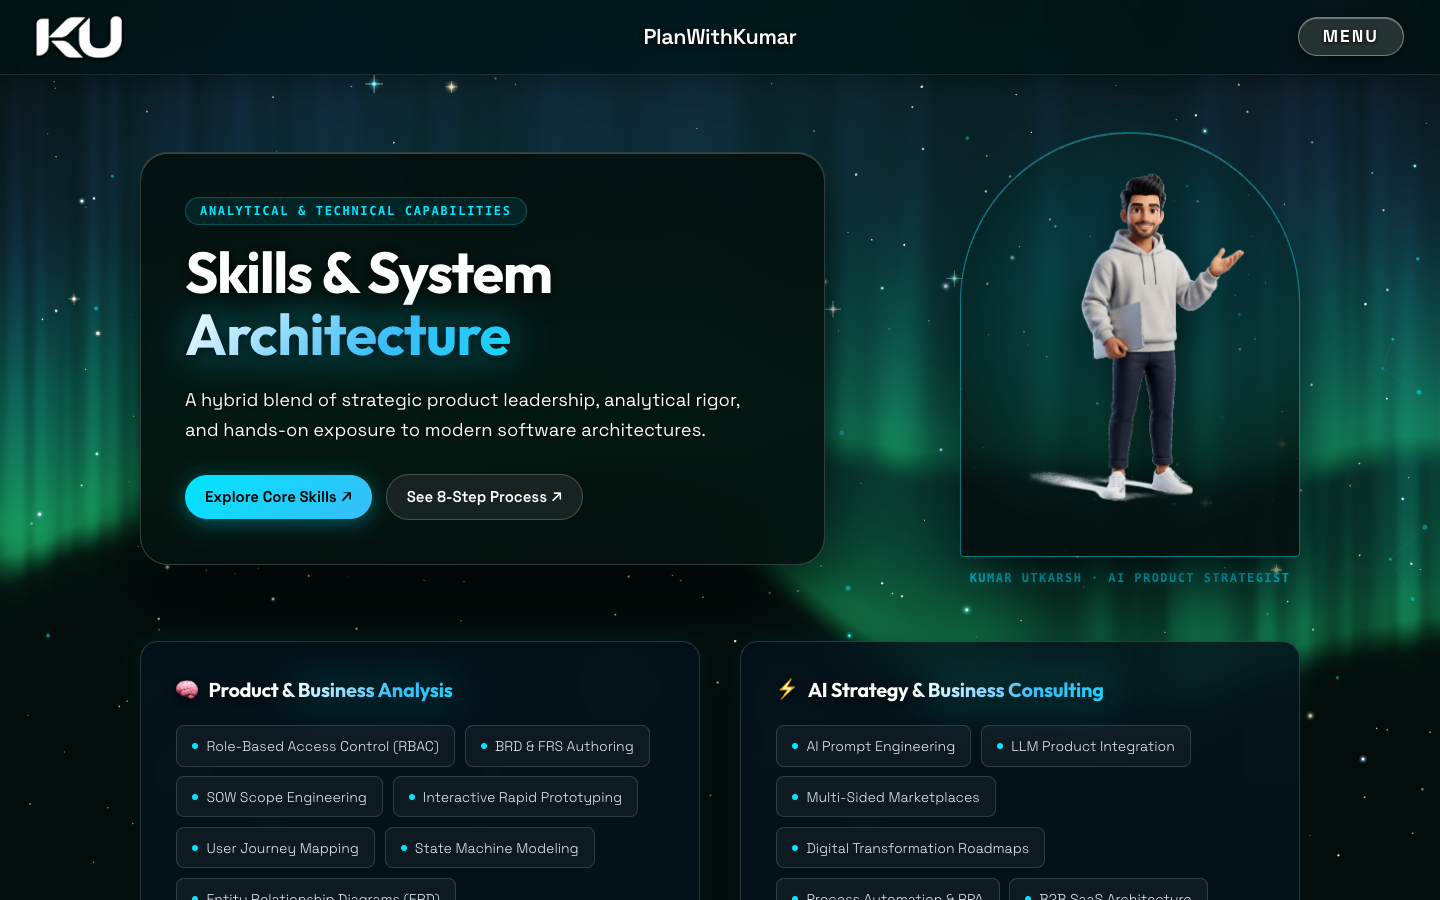 KU
PlanWithKumar
MENU
ANALYTICAL & TECHNICAL CAPABILITIES
Skills & System
Architecture
A hybrid blend of strategic product leadership, analytical rigor,
and hands-on exposure to modern software architectures.
Explore Core Skills ↗
See 8-Step Process ↗
KUMAR UTKARSH · AI PRODUCT STRATEGIST
🧠 Product & Business Analysis
Role-Based Access Control (RBAC)
BRD & FRS Authoring
SOW Scope Engineering
Interactive Rapid Prototyping
User Journey Mapping
State Machine Modeling
Entity Relationship Diagrams (ERD)
⚡ AI Strategy & Business Consulting
AI Prompt Engineering
LLM Product Integration
Multi-Sided Marketplaces
Digital Transformation Roadmaps
Process Automation & RPA
B2B SaaS Architecture